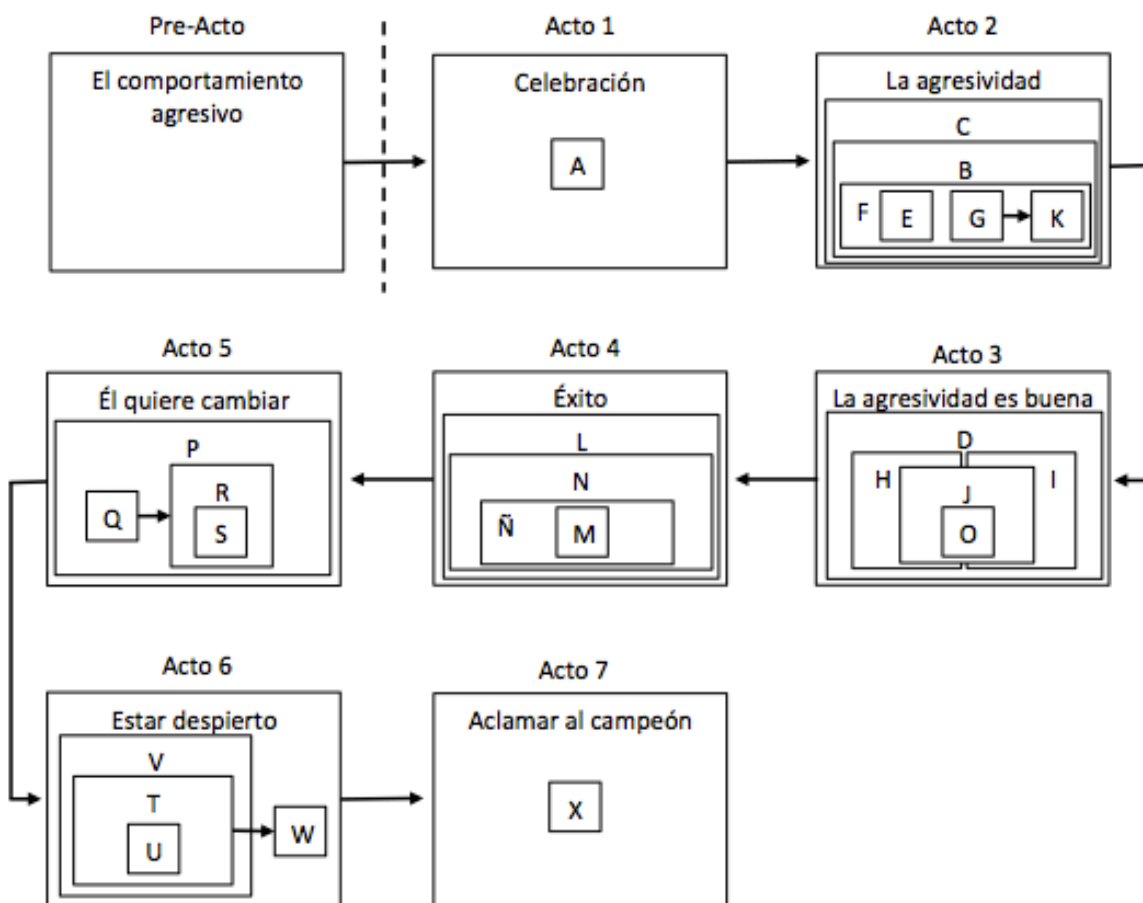 Pre-Acto
El comportamiento
agresivo
Acto 1
Celebración
A
Acto 2
La agresividad
C
B
F
E
G
K
Acto 3
La agresividad es buena
D
H
I
J
O
Acto 4
Éxito
L
N
Ñ
M
Acto 5
Él quiere cambiar
P
Q
R
S
Acto 6
Estar despierto
V
T
U
W
Acto 7
Aclamar al campeón
X